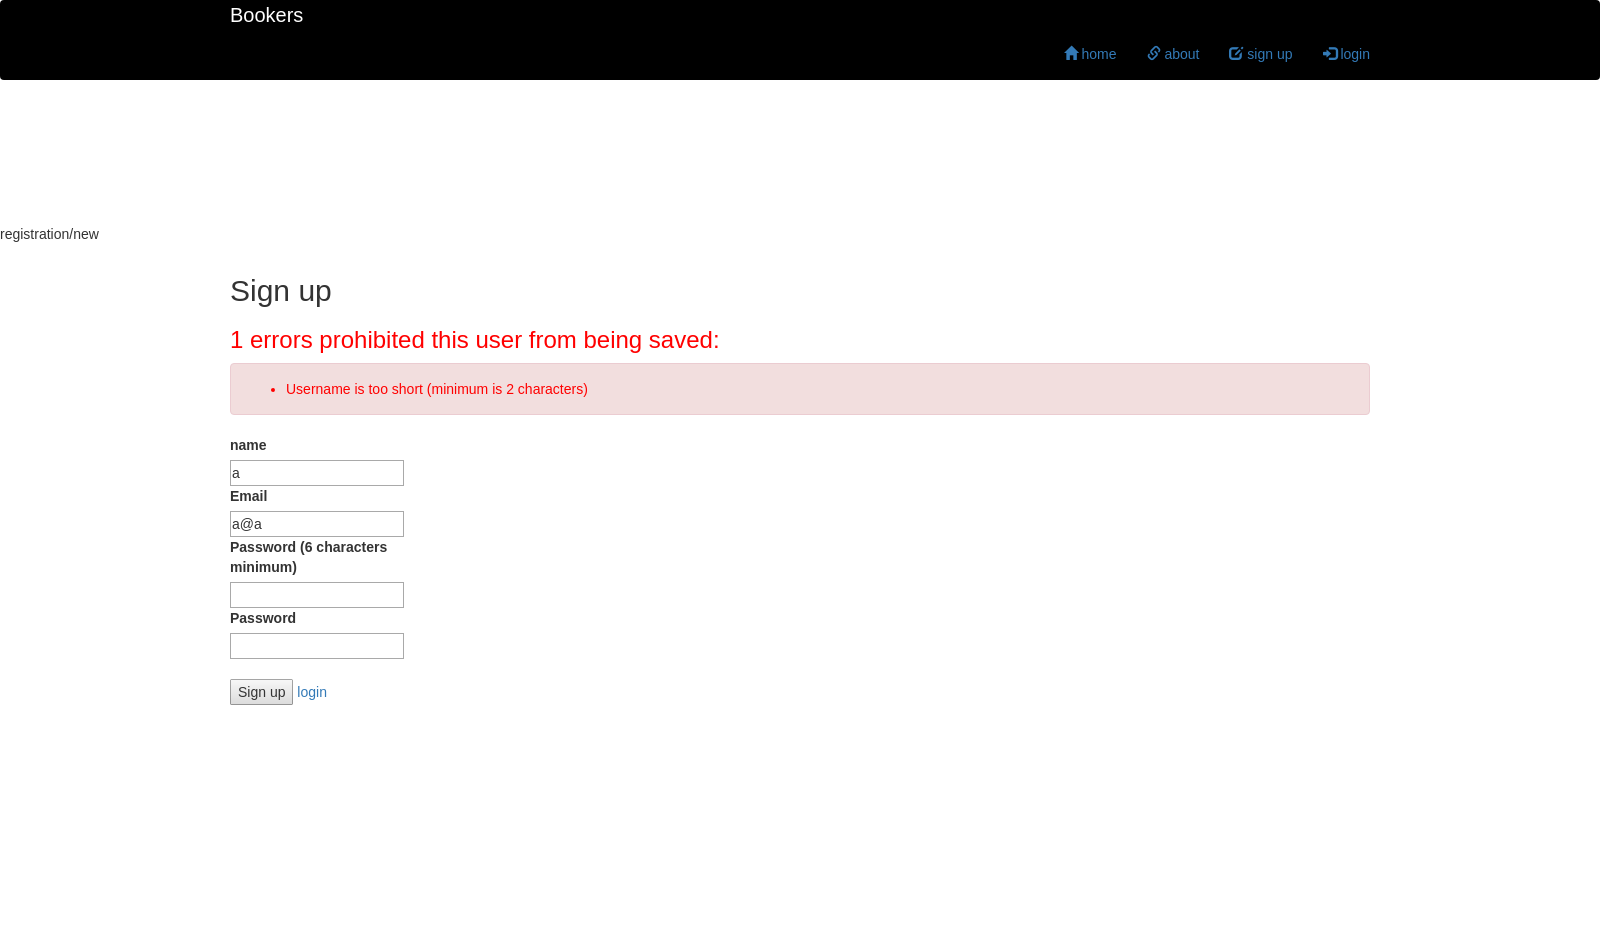 Bookers
home about sign up login
registration/new
Sign up
1 errors prohibited this user from being saved:
Username is too short (minimum is 2 characters)
name
a
Email
a@a
Password (6 characters
minimum)
Password
Sign up login